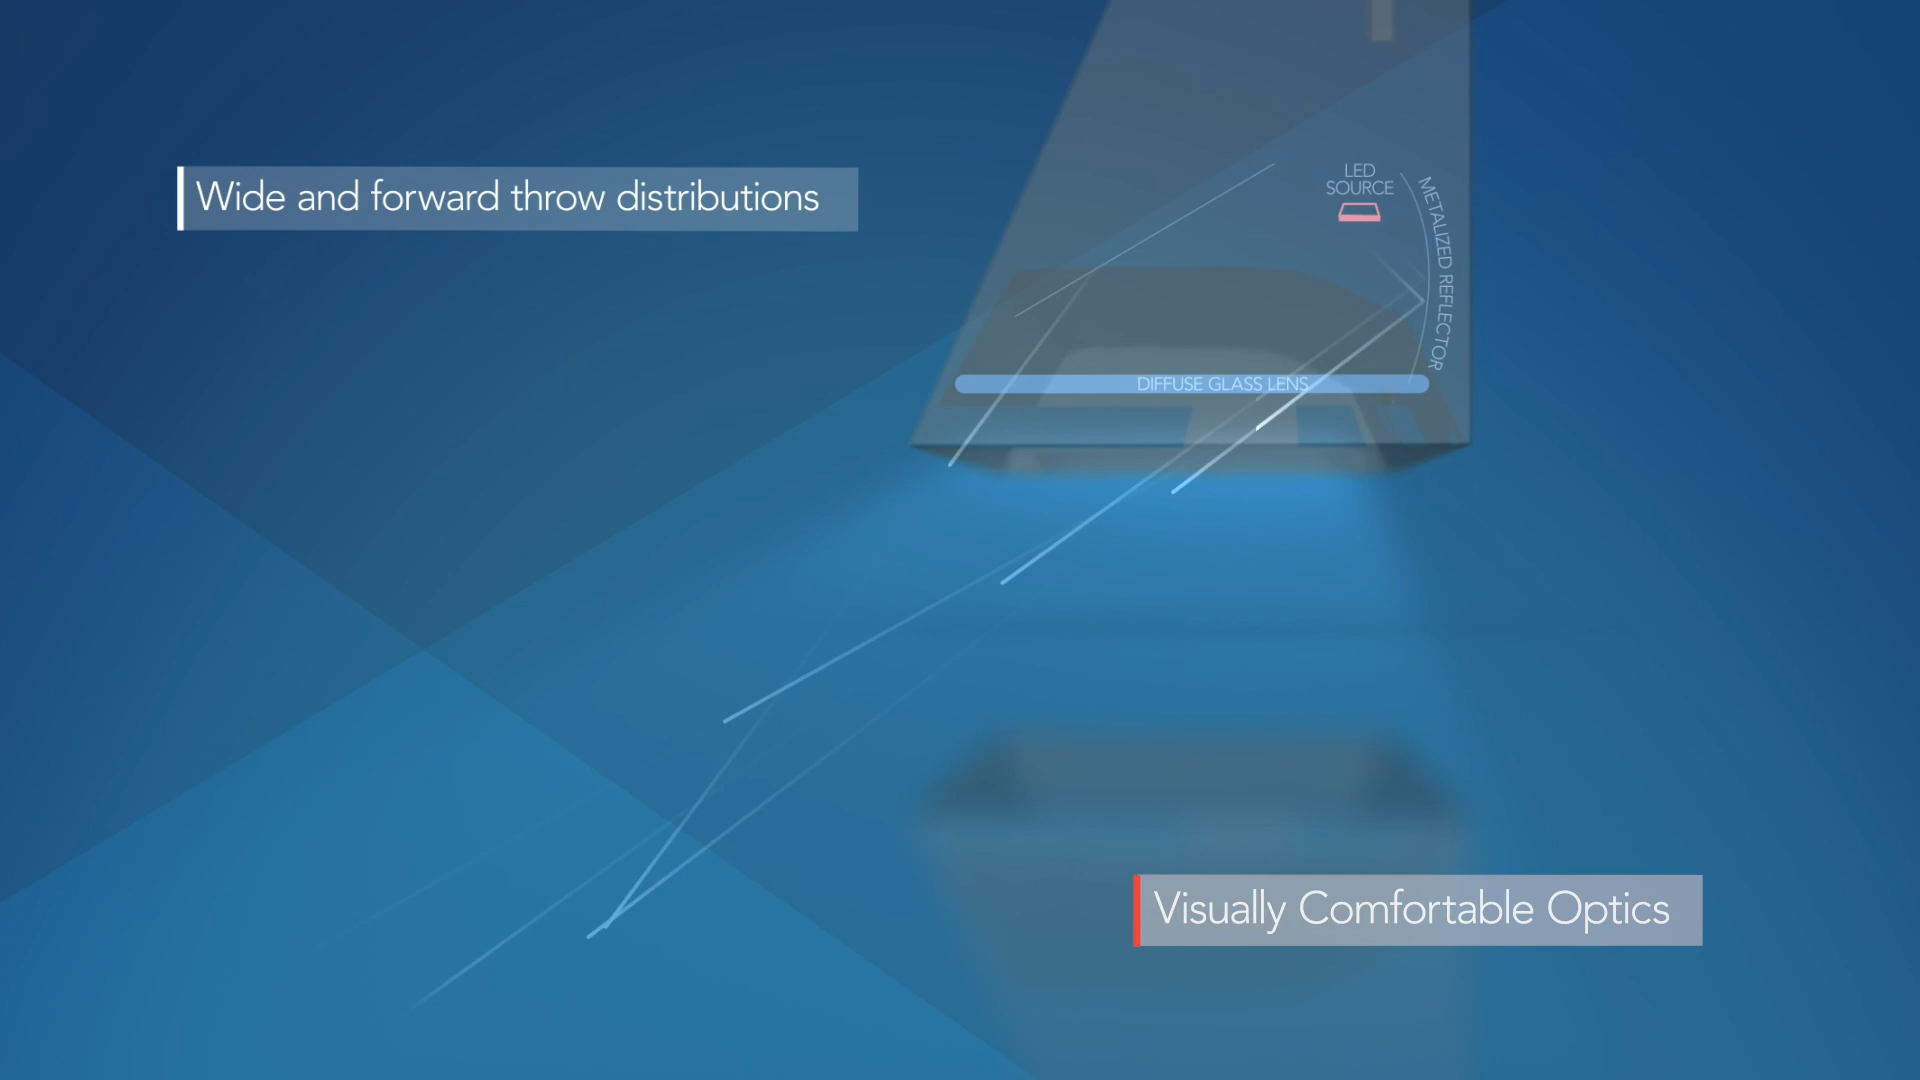 Wide and forward throw distributions
LED
SOURCE
METALIZED REFLECTOR
DIFFUSE GLASS LENS
Visually Comfortable Optics